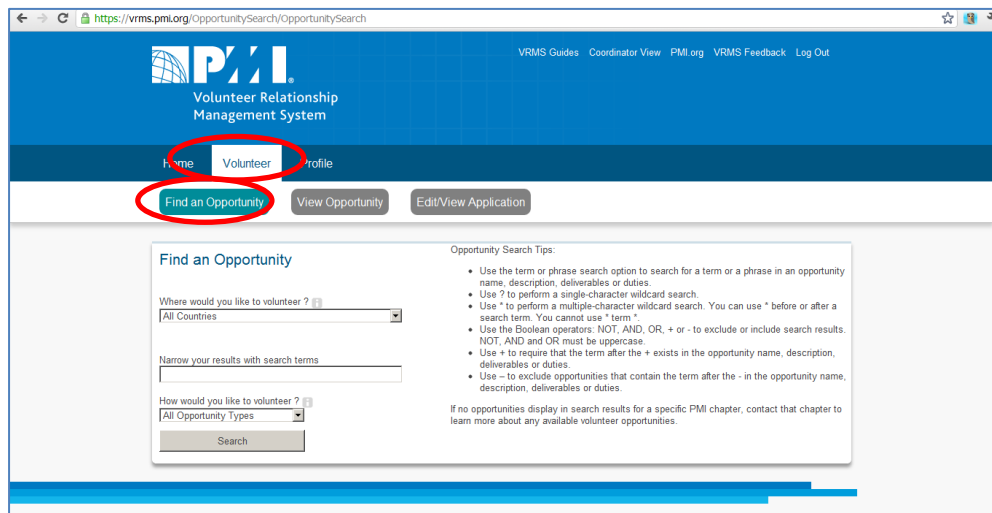 https://vrms.pmi.org/OpportunitySearch/OpportunitySearch
VRMS Guides Coordinator View PMI.org VRMS Feedback Log Out
PMI®
Volunteer Relationship
Management System
Home Volunteer Profile
Find an Opportunity View Opportunity Edit/View Application
Find an Opportunity
Where would you like to volunteer ?
All Countries
Narrow your results with search terms
How would you like to volunteer ?
All Opportunity Types
Search
Opportunity Search Tips:
• Use the term or phrase search option to search for a term or a phrase in an opportunity
name, description, deliverables or duties.
• Use ? to perform a single-character wildcard search.
• Use * to perform a multiple-character wildcard search. You can use * before or after a
search term. You cannot use * term *.
• Use the Boolean operators: NOT, AND, OR, + or - to exclude or include search results.
NOT, AND and OR must be uppercase.
• Use + to require that the term after the + exists in the opportunity name, description,
deliverables or duties.
• Use – to exclude opportunities that contain the term after the - in the opportunity name,
description, deliverables or duties.
If no opportunities display in search results for a specific PMI chapter, contact that chapter to
learn more about any available volunteer opportunities.